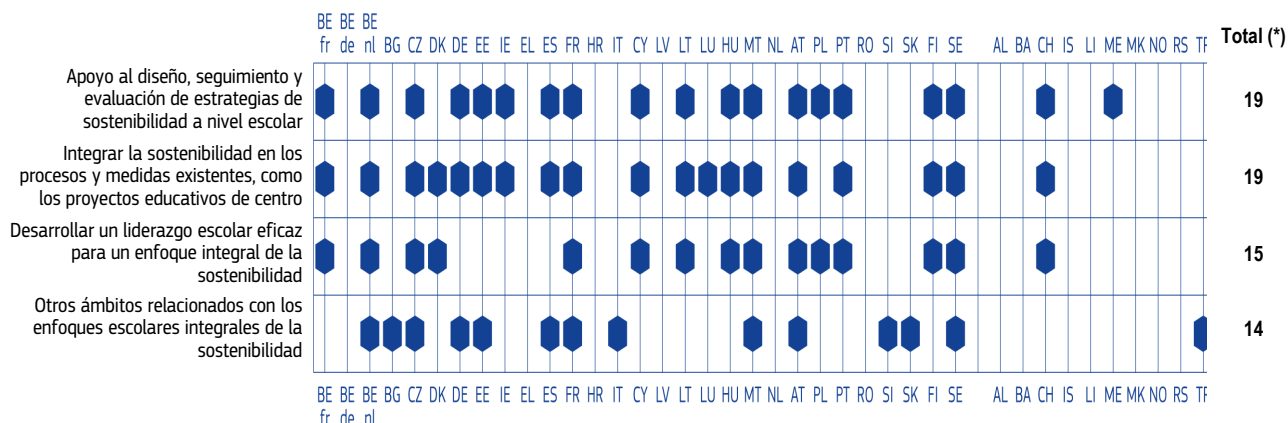 BE BE BE
fr de nl BG CZ DK DE EE IE EL ES FR HR IT CY LV LT LU HU MT NL AT PL PT RO SI SK FI SE AL BA CH IS LI ME MK NO RS TR Total (*)
Apoyo al diseño, seguimiento y
evaluación de estrategias de
sostenibilidad a nivel escolar
19
Integrar la sostenibilidad en los
procesos y medidas existentes, como
los proyectos educativos de centro
19
Desarrollar un liderazgo escolar eficaz
para un enfoque integral de la
sostenibilidad
15
Otros ámbitos relacionados con los
enfoques escolares integrales de la
sostenibilidad
14
BE BE BE BG CZ DK DE EE IE EL ES FR HR IT CY LV LT LU HU MT NL AT PL PT RO SI SK FI SE AL BA CH IS LI ME MK NO RS TR
fr de nl